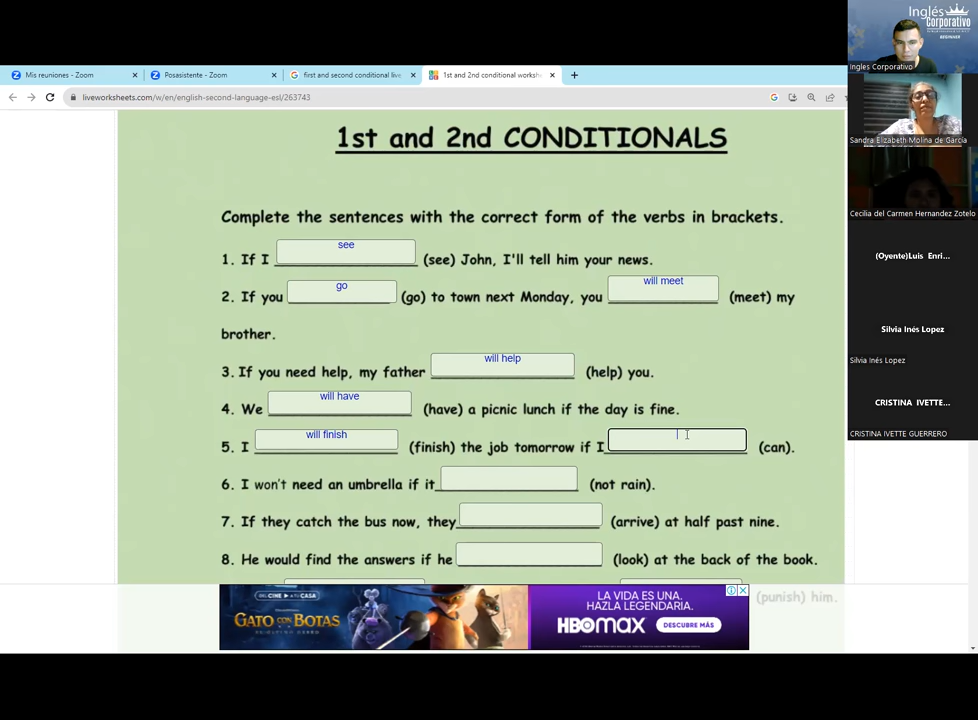 Inglés
Corporativo
BEGINNER
Ingles Corporativo
Mis reuniones - Zoom
Posasistente - Zoom
first and second conditional live
1st and 2nd conditional workshe
liveworksheets.com/w/en/english-second-language-esl/263743
Sandra Elizabeth Molina de García
Cecilia del Carmen Hernandez Zotelo
(Oyente)Luis Enri...
Silvia Inés Lopez
Silvia Inés Lopez
CRISTINA IVETTE...
CRISTINA IVETTE GUERRERO
1st and 2nd CONDITIONALS
Complete the sentences with the correct form of the verbs in brackets.
1. If I see (see) John, I'll tell him your news.
2. If you go (go) to town next Monday, you will meet (meet) my
brother.
3. If you need help, my father will help (help) you.
4. We will have (have) a picnic lunch if the day is fine.
5. I will finish (finish) the job tomorrow if I (can).
6. I won't need an umbrella if it (not rain).
7. If they catch the bus now, they (arrive) at half past nine.
8. He would find the answers if he (look) at the back of the book.
(punish) him.
DEL CINE A TU CASA
GATO CON BOTAS
LA VIDA ES UNA.
HAZLA LEGENDARIA.
HBOmax
DESCUBRE MÁS